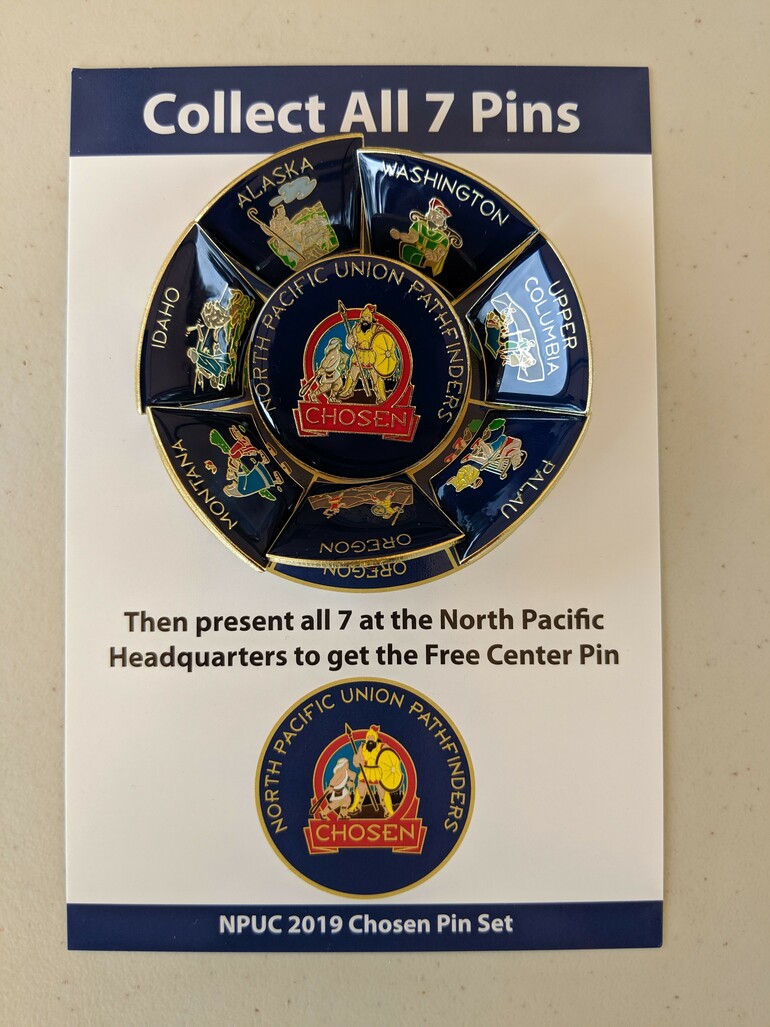 Collect All 7 Pins
ALASKA
WASHINGTON
UPPER
COLUMBIA
PALAU
OREGON
OREGON
MONTANA
IDAHO
NORTH PACIFIC UNION PATHFINDERS
CHOSEN
Then present all 7 at the North Pacific
Headquarters to get the Free Center Pin
NORTH PACIFIC UNION PATHFINDERS
CHOSEN
NPUC 2019 Chosen Pin Set